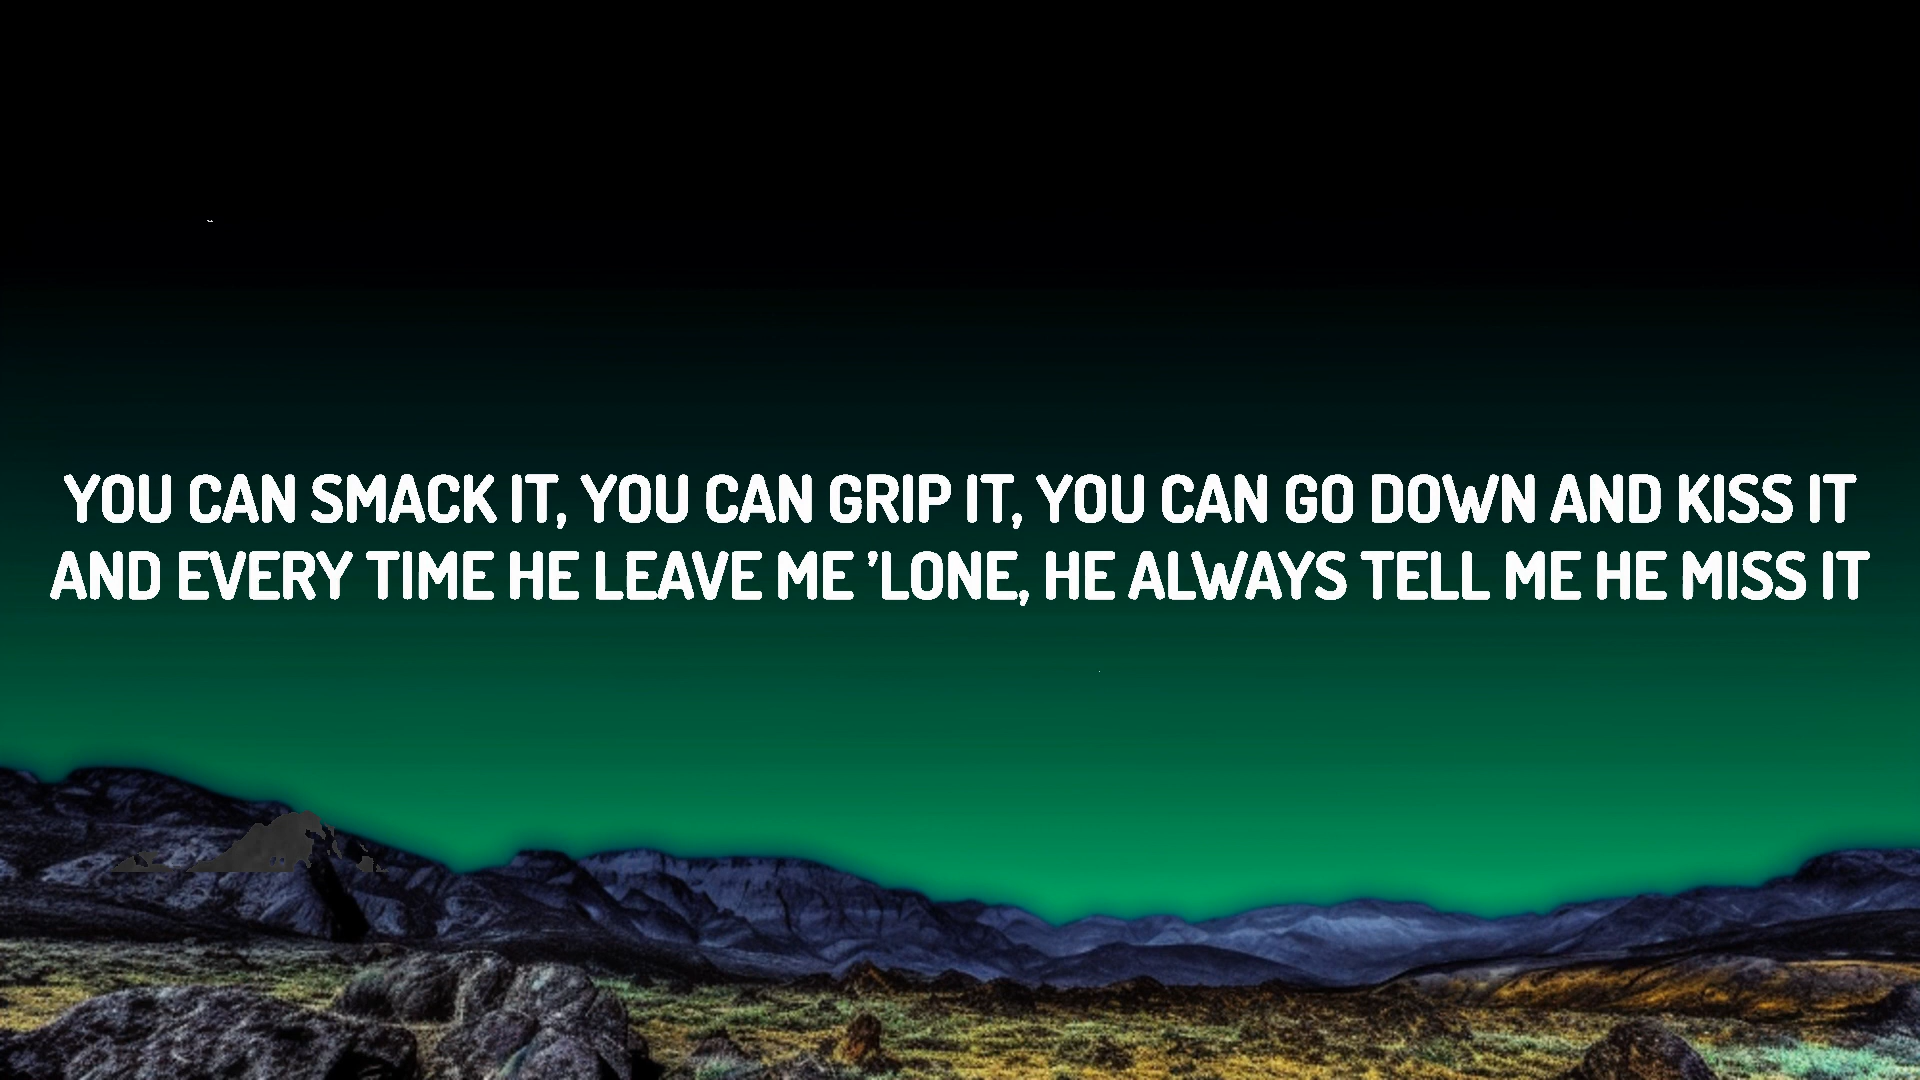 YOU CAN SMACK IT, YOU CAN GRIP IT, YOU CAN GO DOWN AND KISS IT
AND EVERY TIME HE LEAVE ME 'LONE, HE ALWAYS TELL ME HE MISS IT